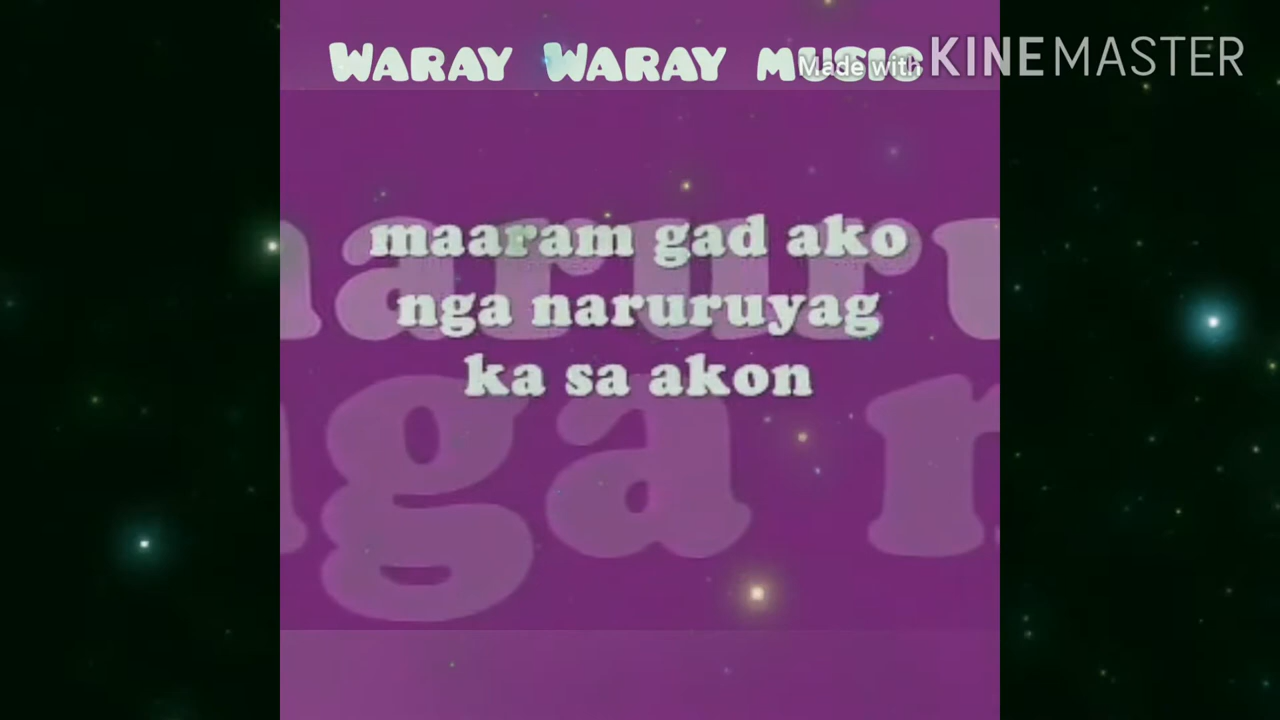 WARAY WARAY MUSIC
Made with KINEMASTER
maaram gad ako
nga naruruyag
ka sa akon